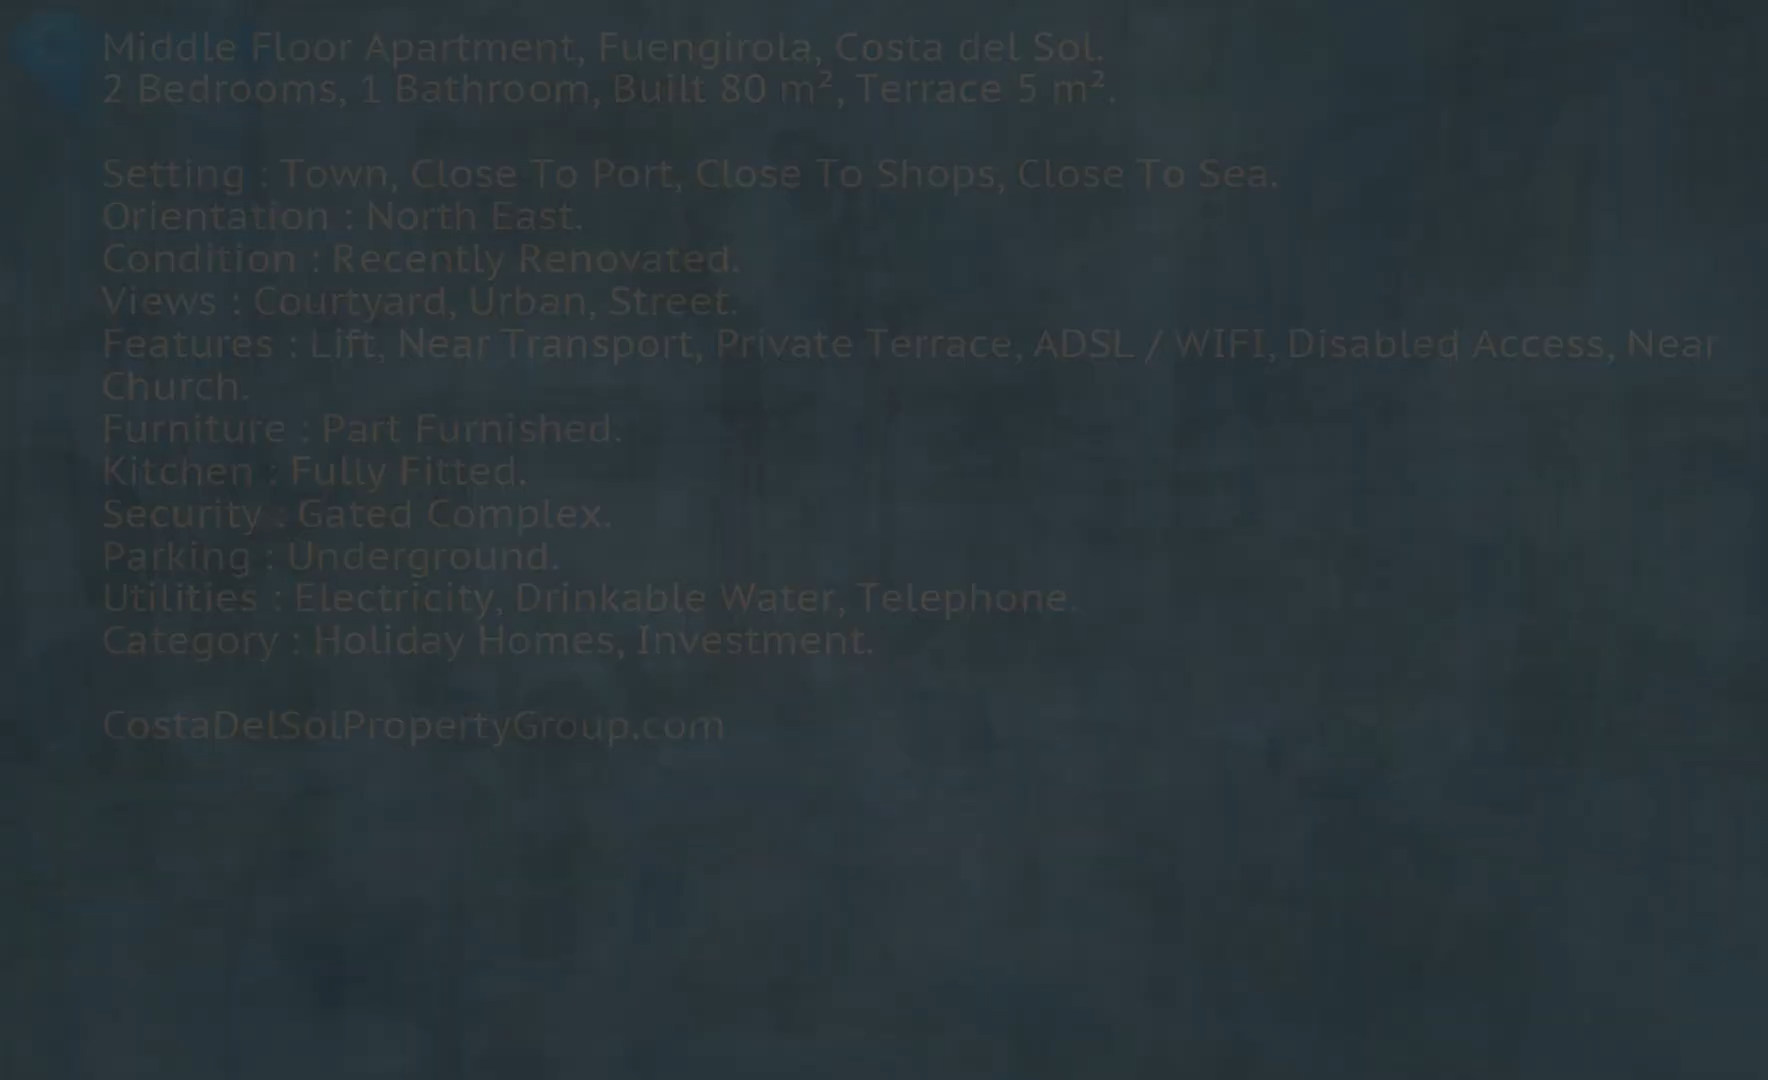 Middle Floor Apartment, Fuengirola, Costa del Sol.
2 Bedrooms, 1 Bathroom, Built 80 m², Terrace 5 m².
Setting : Town, Close To Port, Close To Shops, Close To Sea.
Orientation : North East.
Condition : Recently Renovated.
Views : Courtyard, Urban, Street.
Features : Lift, Near Transport, Private Terrace, ADSL / WIFI, Disabled Access, Near
Church.
Furniture : Part Furnished.
Kitchen : Fully Fitted.
Security : Gated Complex.
Parking : Underground.
Utilities : Electricity, Drinkable Water, Telephone.
Category : Holiday Homes, Investment.
CostaDelSolPropertyGroup.com